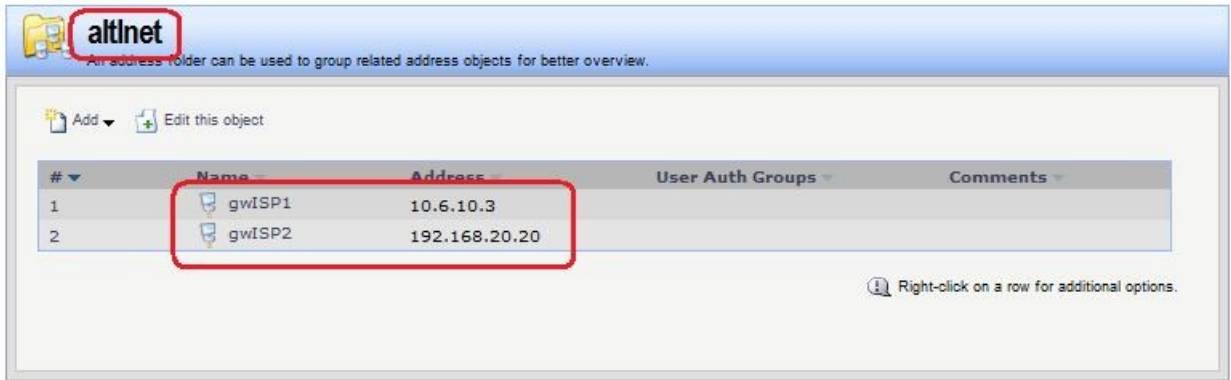 altInet
An address folder can be used to group related address objects for better overview.
Add Edit this object
# Name Address User Auth Groups Comments
1 gwISP1 10.6.10.3
2 gwISP2 192.168.20.20
Right-click on a row for additional options.